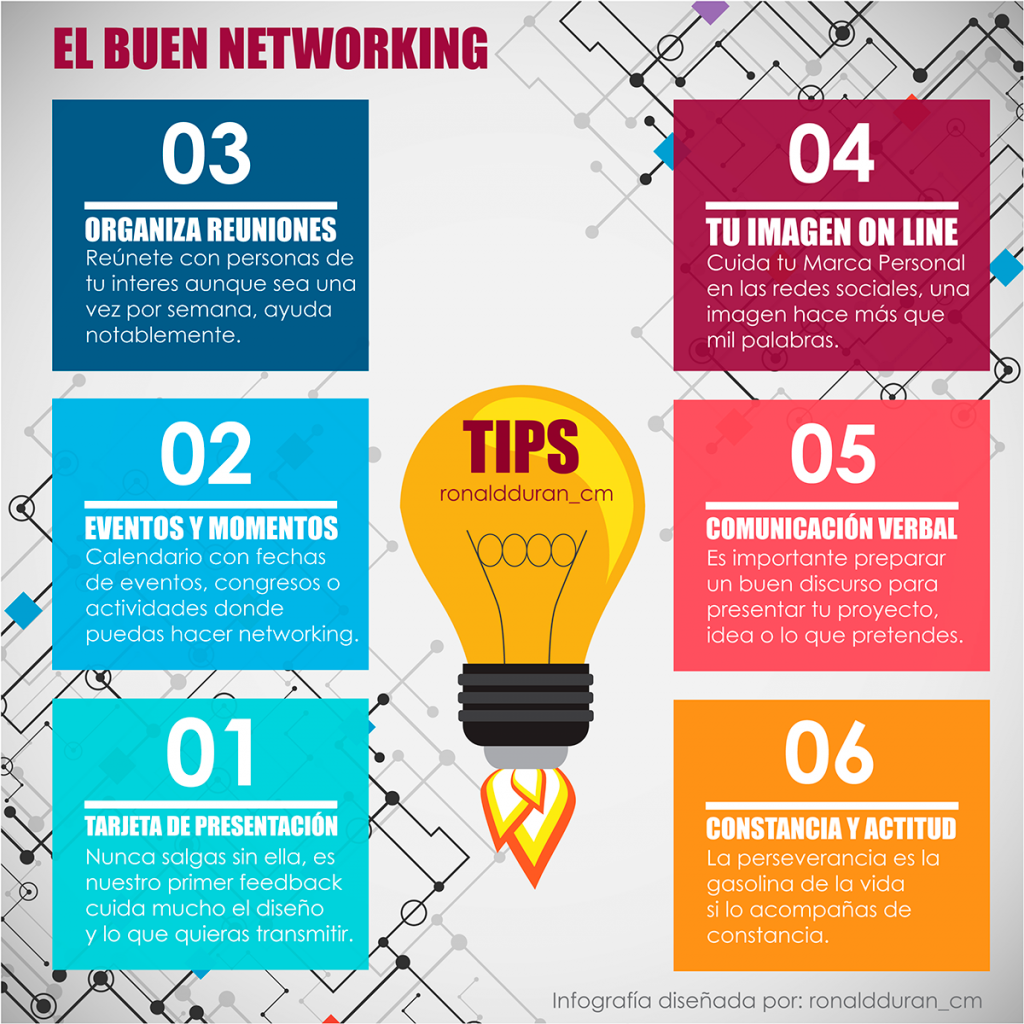 EL BUEN NETWORKING
03
ORGANIZA REUNIONES
Reúnete con personas de
tu interes aunque sea una
vez por semana, ayuda
notablemente.
04
TU IMAGEN ON LINE
Cuida tu Marca Personal
en las redes sociales, una
imagen hace más que
mil palabras.
02
EVENTOS Y MOMENTOS
Calendario con fechas
de eventos, congresos o
actividades donde
puedas hacer networking.
TIPS
ronaldduran_cm
05
COMUNICACIÓN VERBAL
Es importante preparar
un buen discurso para
presentar tu proyecto,
idea o lo que pretendes.
01
TARJETA DE PRESENTACIÓN
Nunca salgas sin ella, es
nuestro primer feedback
cuida mucho el diseño
y lo que quieras transmitir.
06
CONSTANCIA Y ACTITUD
La perseverancia es la
gasolina de la vida
si lo acompañas de
constancia.
Infografía diseñada por: ronaldduran_cm